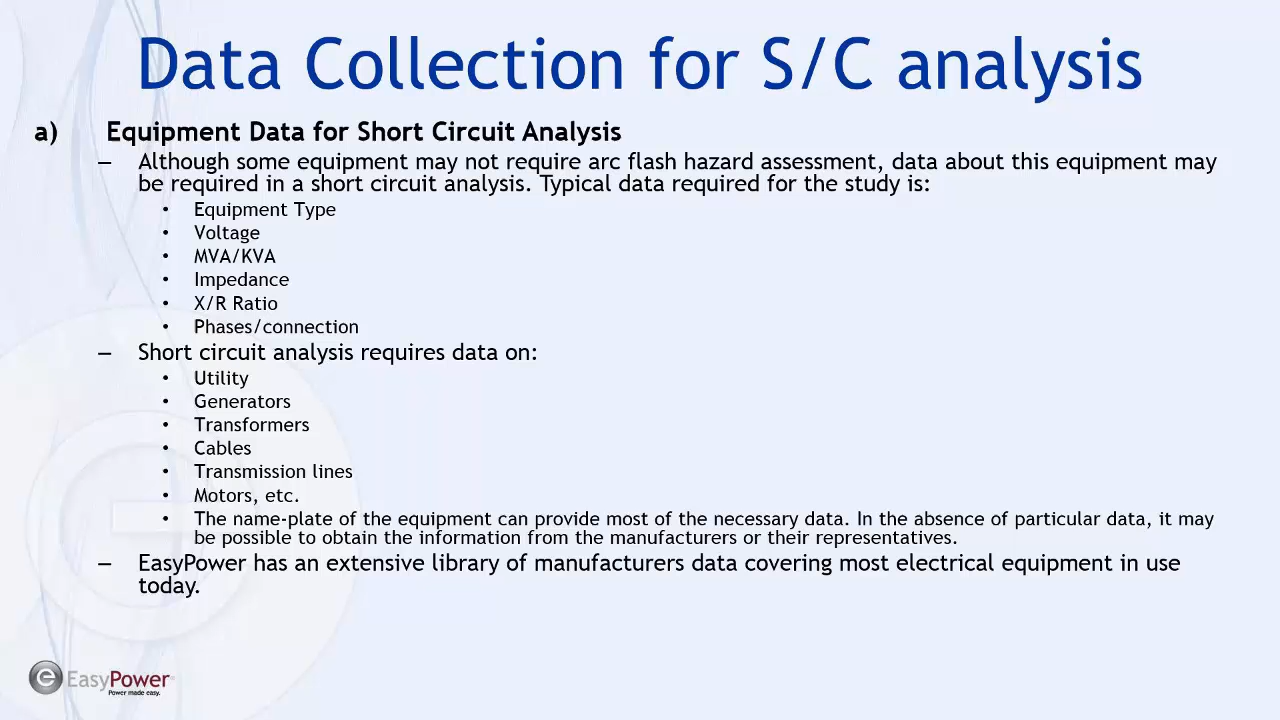 Data Collection for S/C analysis
a) Equipment Data for Short Circuit Analysis
– Although some equipment may not require arc flash hazard assessment, data about this equipment may
be required in a short circuit analysis. Typical data required for the study is:
• Equipment Type
• Voltage
• MVA/KVA
• Impedance
• X/R Ratio
• Phases/connection
– Short circuit analysis requires data on:
• Utility
• Generators
• Transformers
• Cables
• Transmission lines
• Motors, etc.
• The name-plate of the equipment can provide most of the necessary data. In the absence of particular data, it may
be possible to obtain the information from the manufacturers or their representatives.
– EasyPower has an extensive library of manufacturers data covering most electrical equipment in use
today.
e EasyPower
Power made easy.